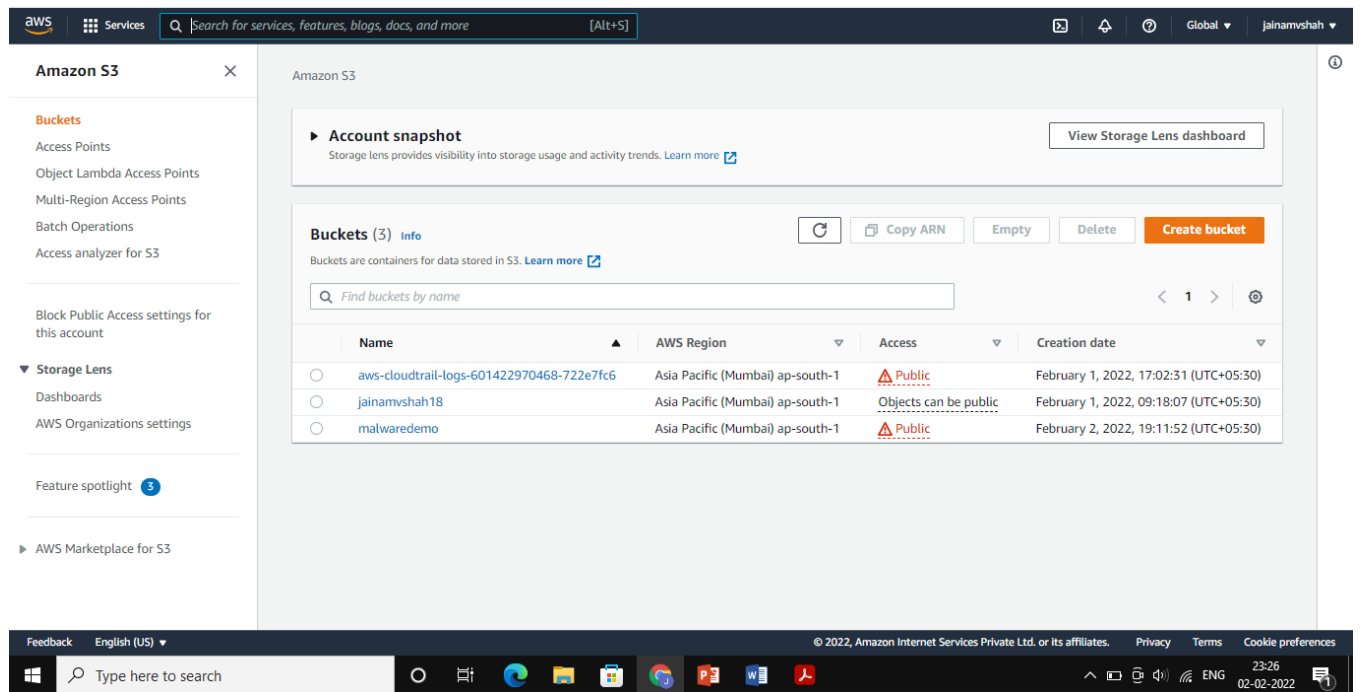 aws Services Search for services, features, blogs, docs, and more [Alt+S] Global jainamvshah
Amazon S3
Buckets
Access Points
Object Lambda Access Points
Multi-Region Access Points
Batch Operations
Access analyzer for S3
Block Public Access settings for
this account
Storage Lens
Dashboards
AWS Organizations settings
Feature spotlight 3
AWS Marketplace for S3
Amazon S3
Account snapshot
Storage lens provides visibility into storage usage and activity trends. Learn more
View Storage Lens dashboard
Buckets (3) Info
Copy ARN Empty Delete Create bucket
Buckets are containers for data stored in S3. Learn more
Find buckets by name
1
Name AWS Region Access Creation date
aws-cloudtrail-logs-601422970468-722e7fc6 Asia Pacific (Mumbai) ap-south-1 Public February 1, 2022, 17:02:31 (UTC+05:30)
jainamvshah18 Asia Pacific (Mumbai) ap-south-1 Objects can be public February 1, 2022, 09:18:07 (UTC+05:30)
malwaredemo Asia Pacific (Mumbai) ap-south-1 Public February 2, 2022, 19:11:52 (UTC+05:30)
Feedback English (US) © 2022, Amazon Internet Services Private Ltd. or its affiliates. Privacy Terms Cookie preferences
Type here to search
ENG
23:26
02-02-2022
1